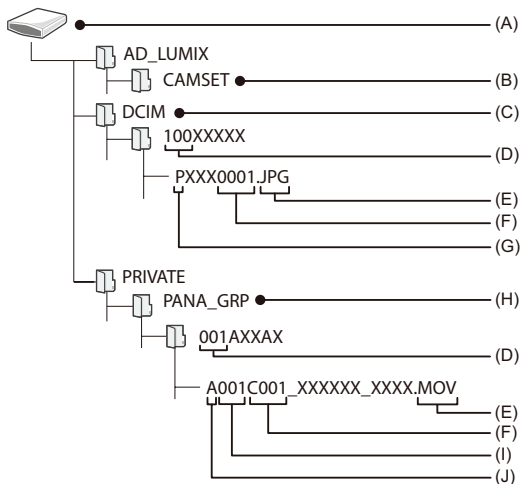 (A)
AD_LUMIX
CAMSET
(B)
DCIM
(C)
100XXXXX
(D)
PXXX0001.JPG
(E)
(F)
(G)
PRIVATE
PANA_GRP
(H)
001AXXAX
(D)
A001C001_XXXXXX_XXXX.MOV
(E)
(F)
(I)
(J)